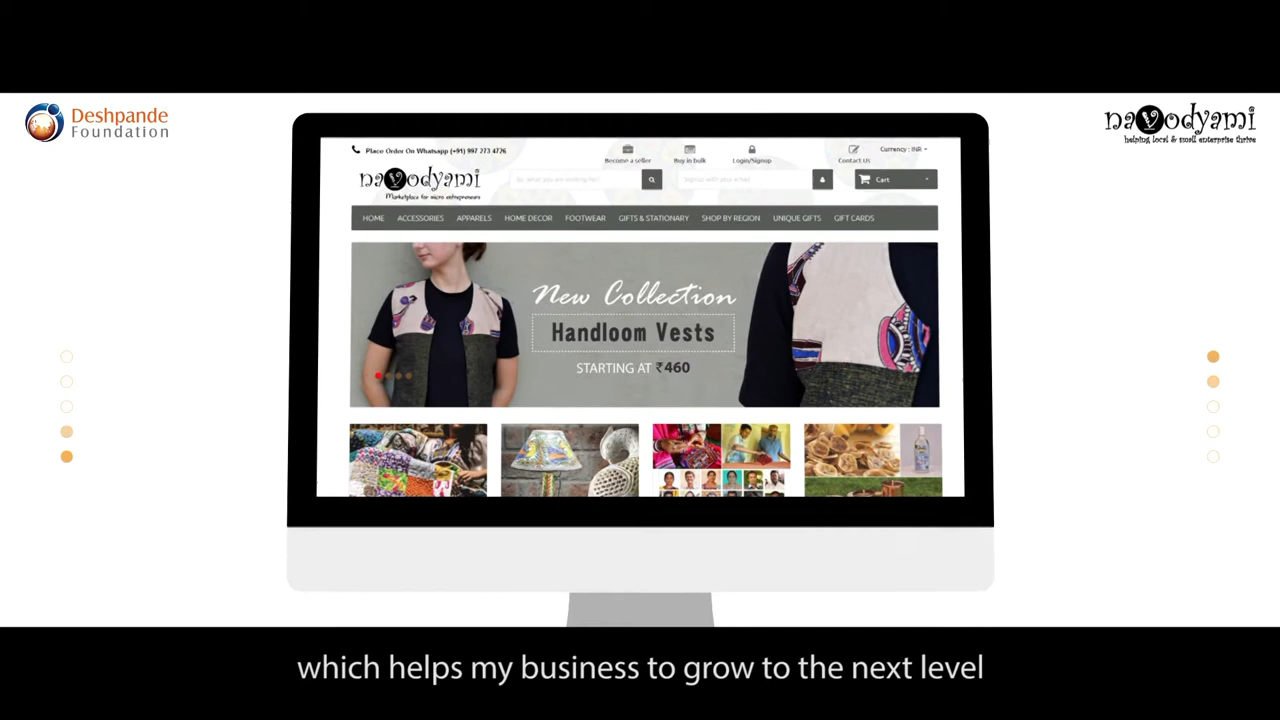 Deshpande
Foundation
navodyami
helping local & small enterprise thrive
Place Order On Whatsapp (+91) 997 273 4726
Become a seller
Buy in bulk
Login/Signup
Contact Us
Currency : INR
navodyami
Marketplace for micro entrepreneurs
Cart
HOME ACCESSORIES APPARELS HOME DECOR FOOTWEAR GIFTS & STATIONARY SHOP BY REGION UNIQUE GIFTS GIFT CARDS
New Collection
Handloom Vests
STARTING AT ₹460
which helps my business to grow to the next level